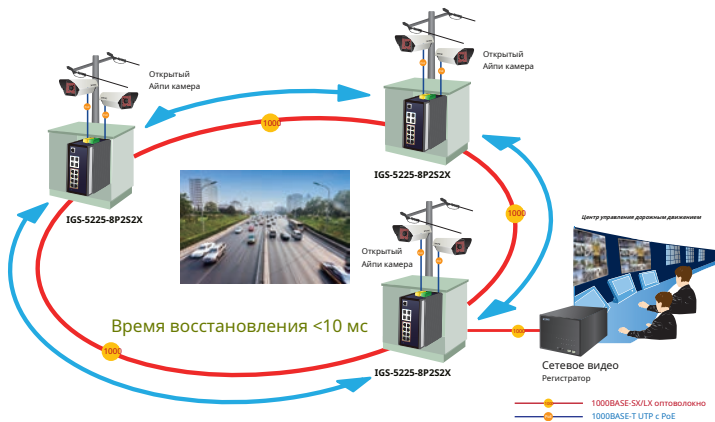 Открытый
Айпи камера
IGS-5225-8P2S2X
1000
Открытый
Айпи камера
IGS-5225-8P2S2X
1000
Центр управления дорожным движением
Открытый
Айпи камера
Время восстановления <10 мс
1000
1000
IGS-5225-8P2S2X
Сетевое видео
Регистратор
1000BASE-SX/LX оптоволокно
1000BASE-T UTP с PoE